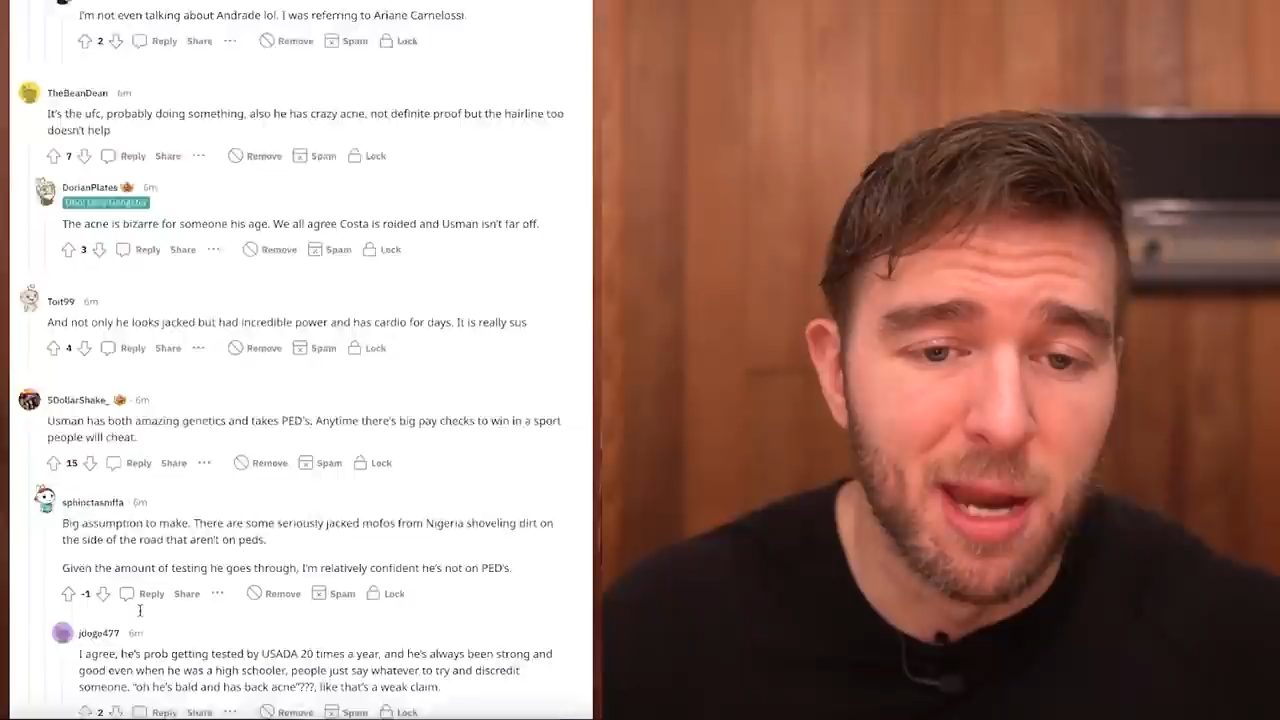 I'm not even talking about Andrade lol. I was referring to Ariane Carnelossi.
2 Reply Share ··· Remove Spam Lock
TheBeanDean 6m
It's the ufc, probably doing something, also he has crazy acne, not definite proof but the hairline too
doesn't help
7 Reply Share ··· Remove Spam Lock
DorianPlates 6m
The acne is bizarre for someone his age. We all agree Costa is roided and Usman isn't far off.
3 Reply Share ··· Remove Spam Lock
Toit99 6m
And not only he looks jacked but had incredible power and has cardio for days. It is really sus
4 Reply Share ··· Remove Spam Lock
50ollarShake_ · 6m
Usman has both amazing genetics and takes PED's. Anytime there's big pay checks to win in a sport
people will cheat.
15 Reply Share ··· Remove Spam Lock
sphinctasniffa 6m
Big assumption to make. There are some seriously jacked mofos from Nigeria shoveling dirt on
the side of the road that aren't on peds.
Given the amount of testing he goes through, I'm relatively confident he's not on PED's.
-1 Reply Share ··· Remove Spam Lock
jdoge477 6m
I agree, he's prob getting tested by USADA 20 times a year, and he's always been strong and
good even when he was a high schooler, people just say whatever to try and discredit
someone. "oh he's bald and has back acne"???, like that's a weak claim.
2 Reply Share ··· Remove Spam Lock